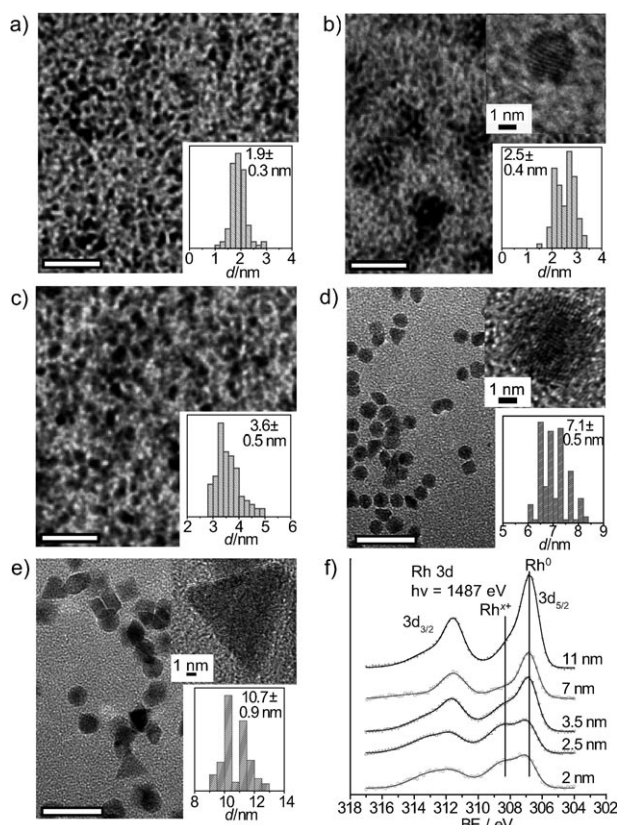 a)
1.9±
0.3 nm
0 1 2 3 4
d/nm
b)
1 nm
2.5±
0.4 nm
0 1 2 3 4
d/nm
c)
3.6±
0.5 nm
2 3 4 5 6
d/nm
d)
1 nm
7.1±
0.5 nm
5 6 7 8 9
d/nm
e)
1 nm
10.7±
0.9 nm
8 10 12 14
d/nm
f)
Rh 3d
hν = 1487 eV
Rh⁰
Rhˣ⁺
3d₃/₂
3d₅/₂
11 nm
7 nm
3.5 nm
2.5 nm
2 nm
318 316 314 312 310 308 306 304 302
BE / eV